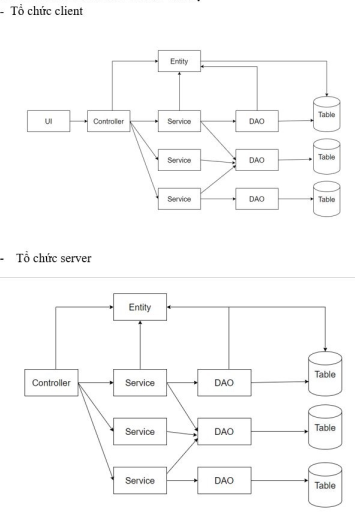 - Tổ chức client
Entity
UI
Controller
Service
DAO
Table
Service
DAO
Table
Service
DAO
Table
- Tổ chức server
Entity
Controller
Service
DAO
Table
Service
DAO
Table
Service
DAO
Table